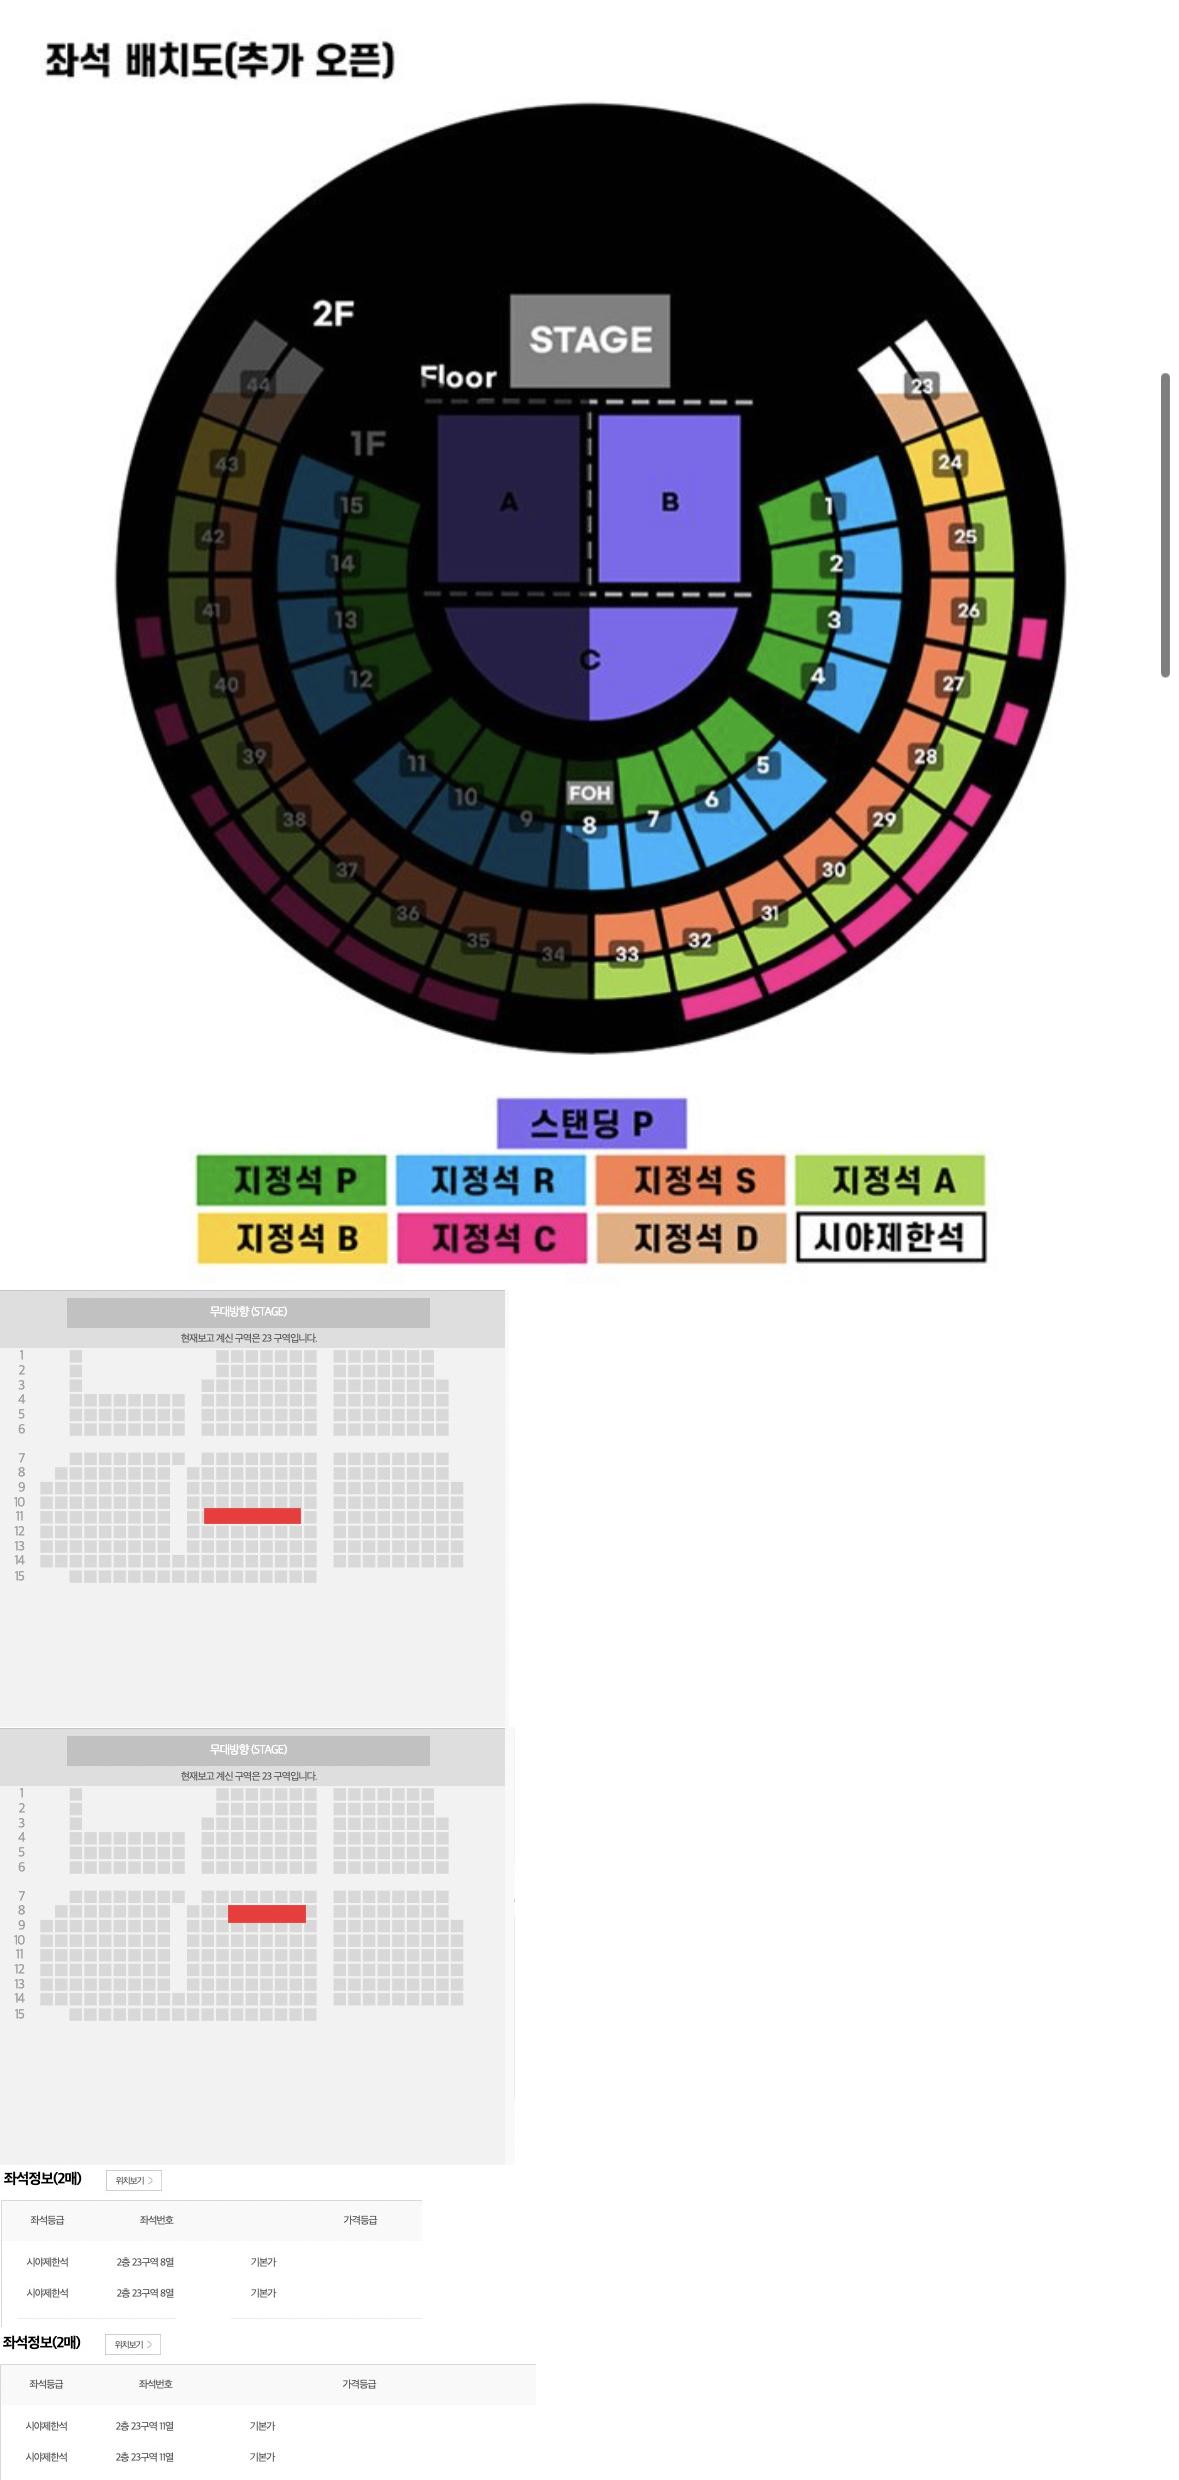 좌석 배치도(추가 오픈)
2F
STAGE
Floor
1F
44
23
43
24
15
A
B
1
42
25
14
2
41
13
3
26
40
12
C
4
27
39
11
5
28
10
FOH
6
38
9
8
7
29
37
30
36
31
35
34
33
32
스탠딩 P
지정석 P
지정석 R
지정석 S
지정석 A
지정석 B
지정석 C
지정석 D
시야제한석
무대방향 (STAGE)
현재보고 계신 구역은 23 구역입니다.
1
2
3
4
5
6
7
8
9
10
11
12
13
14
15
무대방향 (STAGE)
현재보고 계신 구역은 23 구역입니다.
1
2
3
4
5
6
7
8
9
10
11
12
13
14
15
좌석정보(2매) 위치보기 >
좌석등급 좌석번호 가격등급
시야제한석 2층 23구역 8열 기본가
시야제한석 2층 23구역 8열 기본가
좌석정보(2매) 위치보기 >
좌석등급 좌석번호 가격등급
시야제한석 2층 23구역 11열 기본가
시야제한석 2층 23구역 11열 기본가